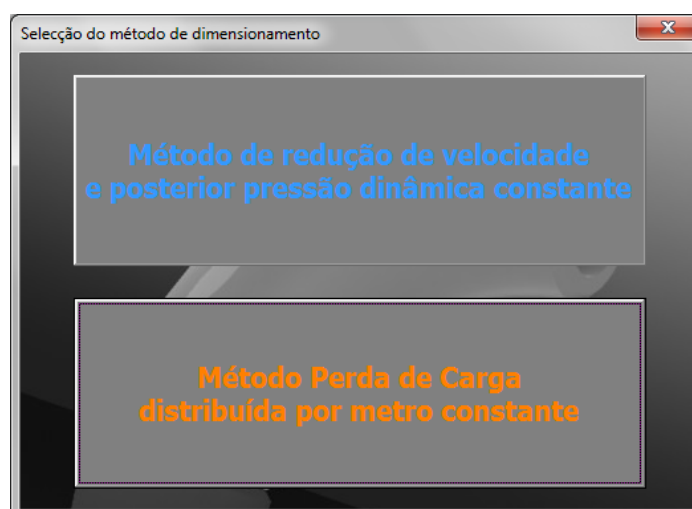 Selecção do método de dimensionamento
Método de redução de velocidade
e posterior pressão dinâmica constante
Método Perda de Carga
distribuída por metro constante